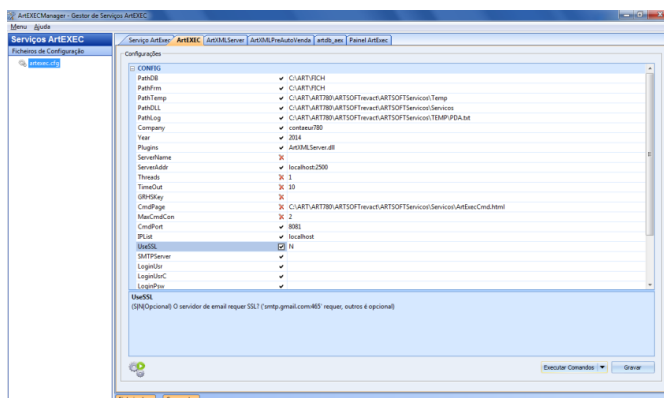 ArtEXECManager - Gestor de Serviços ArtEXEC
Menu Ajuda
Serviços ArtEXEC
Ficheiros de Configuração
artexec.cfg
Serviço ArtExec ArtEXEC ArtXMLServer ArtXMLPreAutoVenda artdb_aex Painel ArtExec
Configurações
CONFIG
PathDB C:\ART\FICH
PathFrm C:\ART\FICH
PathTemp C:\ART\ART780\ARTSOFTrevact\ARTSOFTServicos\Temp
PathDLL C:\ART\ART780\ARTSOFTrevact\ARTSOFTServicos\Servicos
PathLog C:\ART\ART780\ARTSOFTrevact\ARTSOFTServicos\TEMP\PDA.txt
Company contaeur780
Year 2014
Plugins ArtXMLServer.dll
ServerName
ServerAddr localhost:2500
Threads 1
TimeOut 10
GRHSKey
CmdPage C:\ART\ART780\ARTSOFTrevact\ARTSOFTServicos\Servicos\ArtExecCmd.html
MaxCmdCon 2
CmdPort 8081
IPList localhost
UseSSL N
SMTPServer
LoginUsr
LoginUsrC
LoginPsw
UseSSL
(S|N|Opcional) O servidor de email requer SSL? ('smtp.gmail.com:465' requer, outros é opcional)
Executar Comandos Gravar